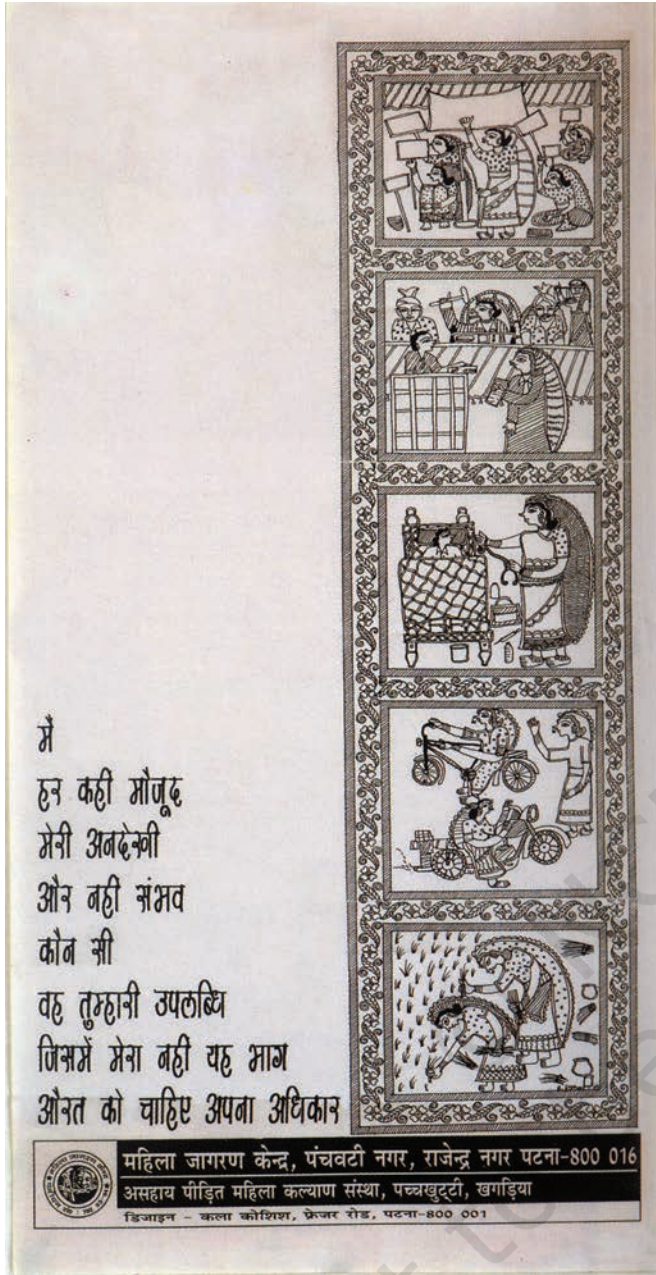 मैं
हर कहीं मौजूद
मेरी अनदेखी
और नहीं संभव
कौन सी
वह तुम्हारी उपलब्धि
जिसमें मेरा नहीं यह भाग
औरत को चाहिए अपना अधिकार
महिला जागरण केन्द्र, पंचवटी नगर, राजेन्द्र नगर पटना-800 016
असहाय पीड़ित महिला कल्याण संस्था, पच्चखुट्टी, खगड़िया
डिजाइन - कला कोशिश, फ्रेजर रोड, पटना-800 001